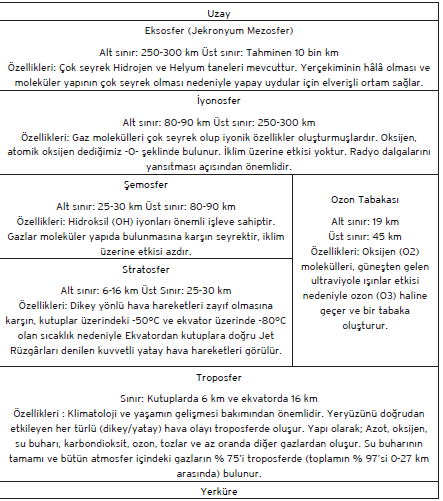 Uzay
Eksosfer (Jekronyum Mezosfer)
Alt sınır: 250-300 km Üst sınır: Tahminen 10 bin km
Özellikleri: Çok seyrek Hidrojen ve Helyum taneleri mevcuttur. Yerçekiminin hâlâ olması ve
moleküler yapının çok seyrek olması nedeniyle yapay uydular için elverişli ortam sağlar.
İyonosfer
Alt sınır: 80-90 km Üst sınır: 250-300 km
Özellikleri: Gaz molekülleri çok seyrek olup iyonik özellikler oluşturmuşlardır. Oksijen,
atomik oksijen dediğimiz -O- şeklinde bulunur. İklim üzerine etkisi yoktur. Radyo dalgalarını
yansıtması açısından önemlidir.
Şemosfer
Alt sınır: 25-30 km Üst sınır: 80-90 km
Özellikleri: Hidroksil (OH) iyonları önemli işleve sahiptir.
Gazlar moleküler yapıda bulunmasına karşın seyrektir, iklim
üzerine etkisi azdır.
Stratosfer
Alt sınır: 6-16 km Üst Sınır: 25-30 km
Özellikleri: Dikey yönlü hava hareketleri zayıf olmasına
karşın, kutuplar üzerindeki -50ºC ve ekvator üzerinde -80ºC
olan sıcaklık nedeniyle Ekvatordan kutuplara doğru Jet
Rüzgârları denilen kuvvetli yatay hava hareketleri görülür.
Ozon Tabakası
Alt sınır: 19 km
Üst sınır: 45 km
Özellikleri: Oksijen (O2)
molekülleri, güneşten gelen
ultraviyole ışınlar etkisi
nedeniyle ozon (O3) haline
geçer ve bir tabaka
oluşturur.
Troposfer
Sınır: Kutuplarda 6 km ve ekvatorda 16 km
Özellikleri : Klimatoloji ve yaşamın gelişmesi bakımından önemlidir. Yeryüzünü doğrudan
etkileyen her türlü (dikey/yatay) hava olayı troposferde oluşur. Yapı olarak; Azot, oksijen,
su buharı, karbondioksit, ozon, tozlar ve az oranda diğer gazlardan oluşur. Su buharının
tamamı ve bütün atmosfer içindeki gazların % 75'i troposferde (toplamın % 97'si 0-27 km
arasında) bulunur.
Yerküre